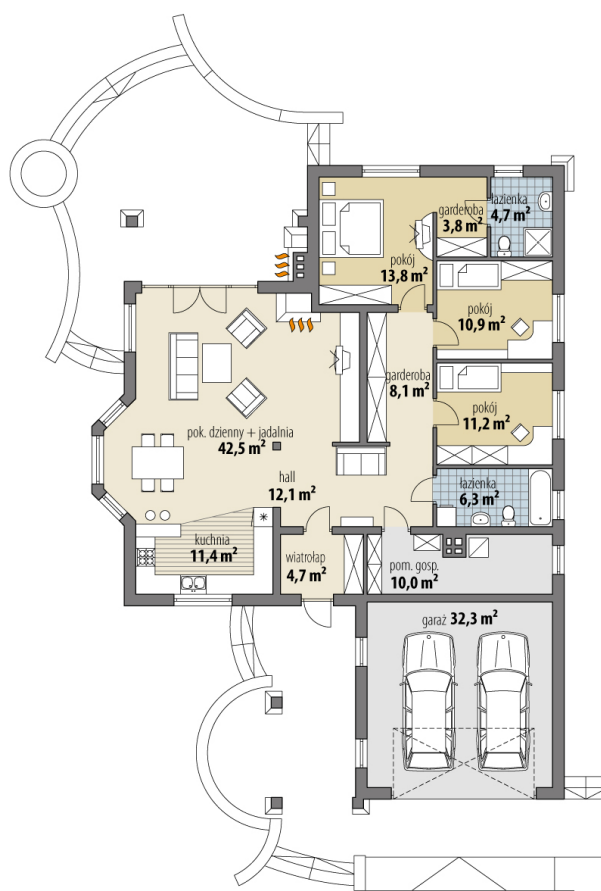 łazienka
4,7 m²
garderoba
3,8 m²
pokój
13,8 m²
pokój
10,9 m²
garderoba
8,1 m²
pokój
11,2 m²
pok. dzienny + jadalnia
42,5 m²
hall
12,1 m²
łazienka
6,3 m²
kuchnia
11,4 m²
wiatrołap
4,7 m²
pom. gosp.
10,0 m²
garaż 32,3 m²